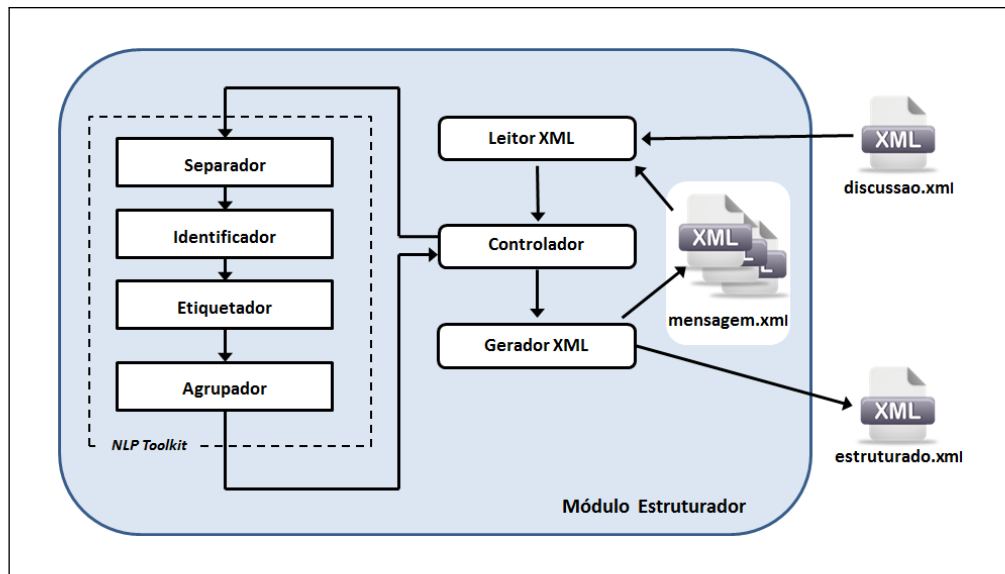 Separador
Identificador
Etiquetador
Agrupador
NLP Toolkit
Leitor XML
Controlador
Gerador XML
XML
mensagem.xml
XML
discussao.xml
XML
estruturado.xml
Módulo Estruturador